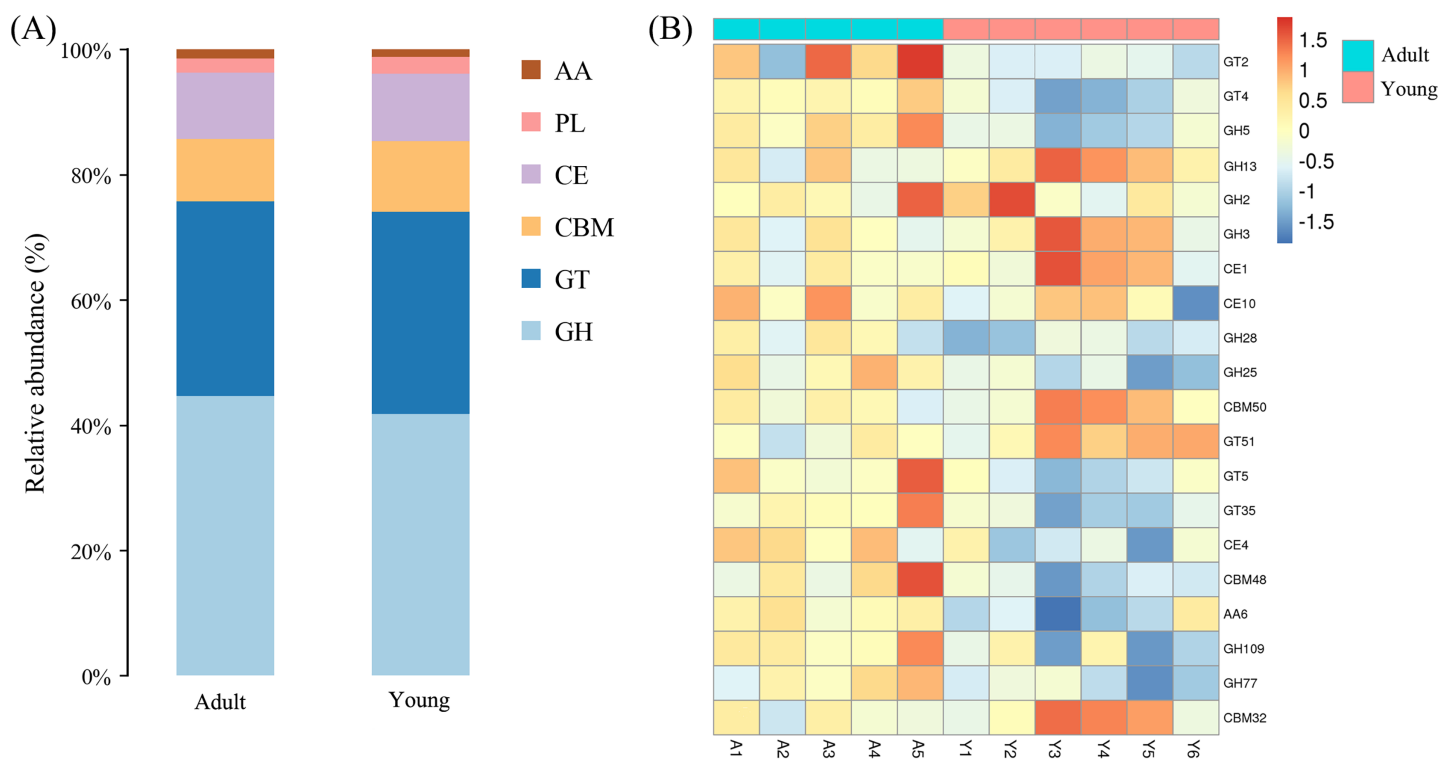 (A)
Relative abundance (%)
100%
80%
60%
40%
20%
0%
Adult
Young
AA
PL
CE
CBM
GT
GH
(B)
GT2
GT4
GH5
GH13
GH2
GH3
CE1
CE10
GH28
GH25
CBM50
GT51
GT5
GT35
CE4
CBM48
AA6
GH109
GH77
CBM32
A1
A2
A3
A4
A5
Y1
Y2
Y3
Y4
Y5
Y6
1.5
1
0.5
0
-0.5
-1
-1.5
Adult
Young